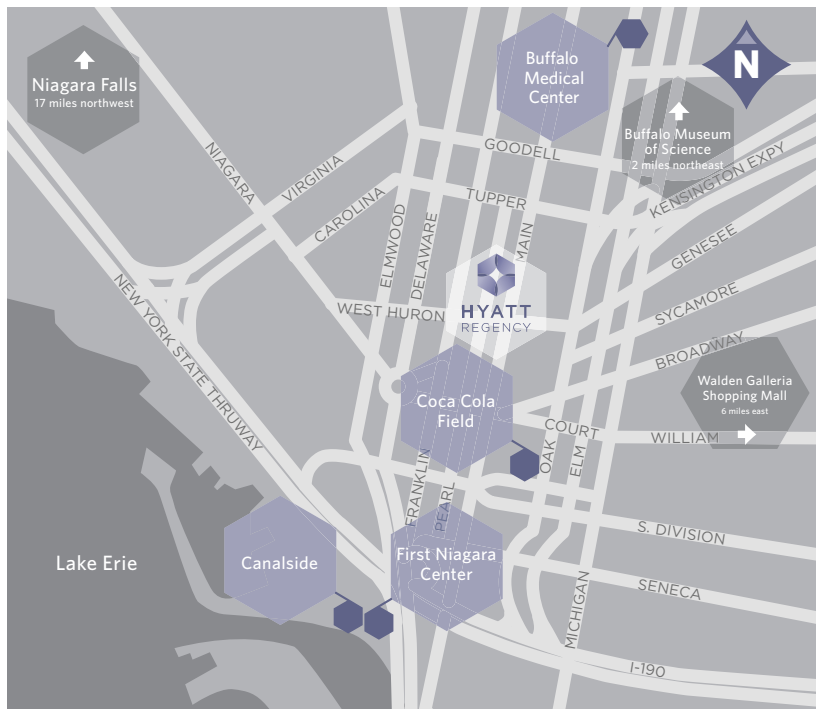 Niagara Falls
17 miles northwest
Buffalo
Medical
Center
N
Buffalo Museum
of Science
2 miles northeast
GOODELL
KENSINGTON EXPY
NIAGARA
VIRGINIA
CAROLINA
TUPPER
ELMWOOD
DELAWARE
MAIN
GENESEE
SYCAMORE
BROADWAY
NEW YORK STATE THRUWAY
WEST HURON
HYATT
REGENCY
Walden Galleria
Shopping Mall
6 miles east
Coca Cola
Field
COURT
WILLIAM
OAK
ELM
FRANKLIN
PEARL
S. DIVISION
Lake Erie
Canalside
First Niagara
Center
SENECA
MICHIGAN
I-190